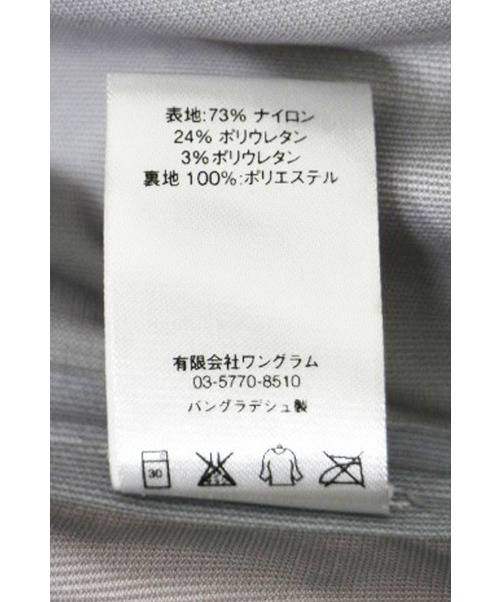 表地:73% ナイロン
24% ポリウレタン
3%ポリウレタン
裏地 100%:ポリエステル
有限会社ワングラム
03-5770-8510
バングラデシュ製
30